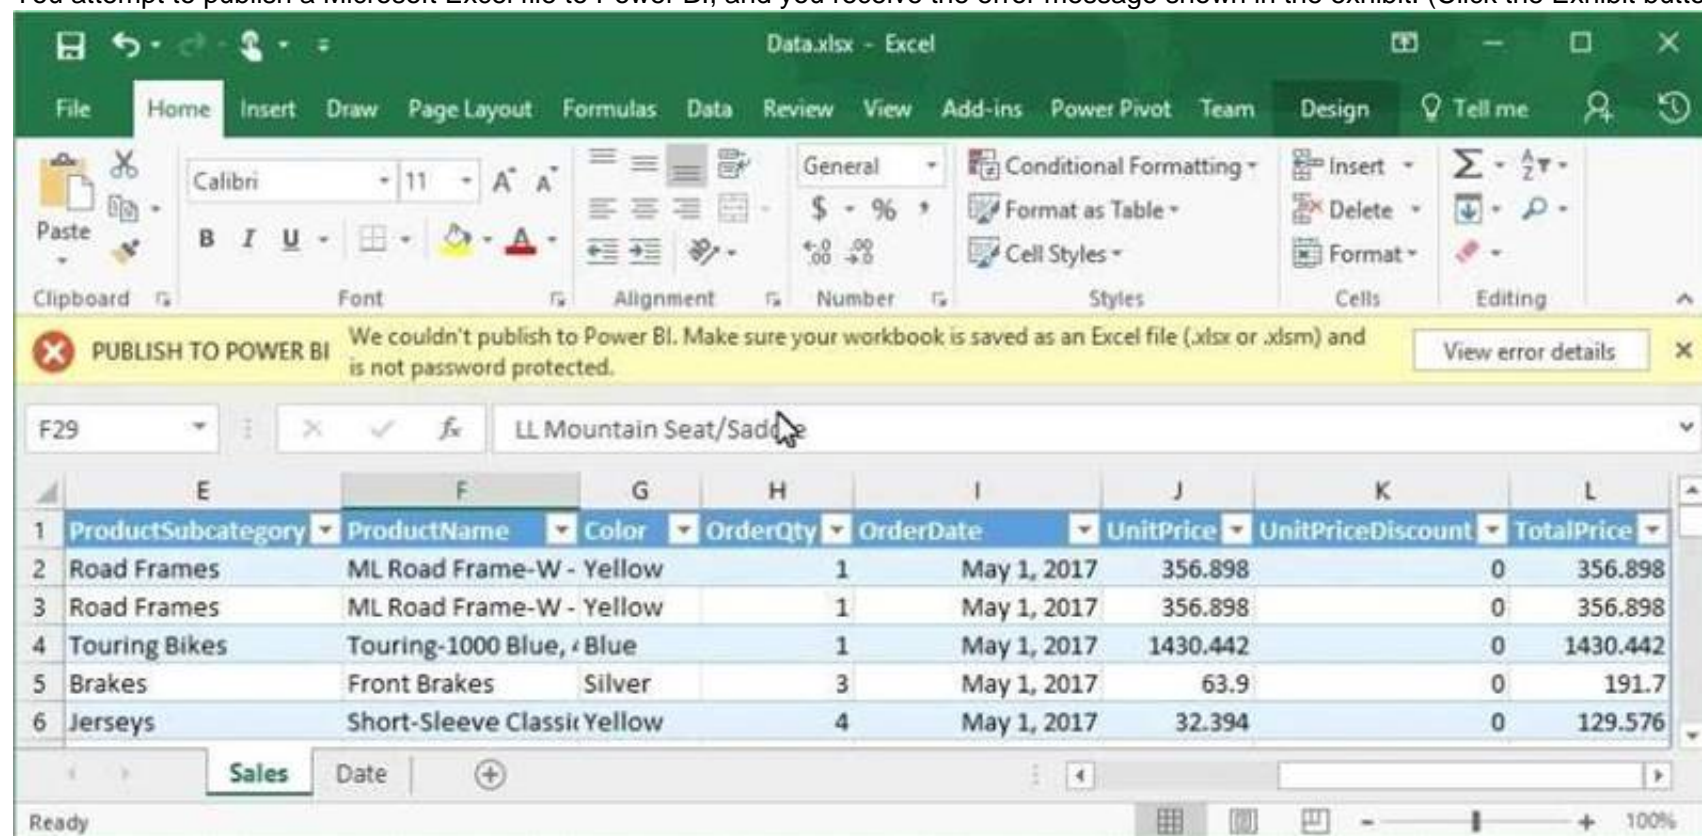 You attempt to publish a Microsoft Excel file to Power BI, and you receive the error message shown in the exhibit. (Click the Exhibit
Data.xlsx - Excel
File Home Insert Draw Page Layout Formulas Data Review View Add-ins Power Pivot Team Design Tell me
Calibri 11 A A General Conditional Formatting Insert
Paste B I U A $ % , Format as Table Delete
Cell Styles Format
Clipboard Font Alignment Number Styles Cells Editing
PUBLISH TO POWER BI We couldn't publish to Power BI. Make sure your workbook is saved as an Excel file (.xlsx or .xlsm) and
is not password protected.
View error details
F29 fx LL Mountain Seat/
E F G H I J K L
1 ProductSubcategory ProductName Color OrderQty OrderDate UnitPrice UnitPriceDiscount TotalPrice
2 Road Frames ML Road Frame-W - Yellow 1 May 1, 2017 356.898 0 356.898
3 Road Frames ML Road Frame-W - Yellow 1 May 1, 2017 356.898 0 356.898
4 Touring Bikes Touring-1000 Blue, Blue 1 May 1, 2017 1430.442 0 1430.442
5 Brakes Front Brakes Silver 3 May 1, 2017 63.9 0 191.7
6 Jerseys Short-Sleeve Classic Yellow 4 May 1, 2017 32.394 0 129.576
Sales Date
Ready 100%